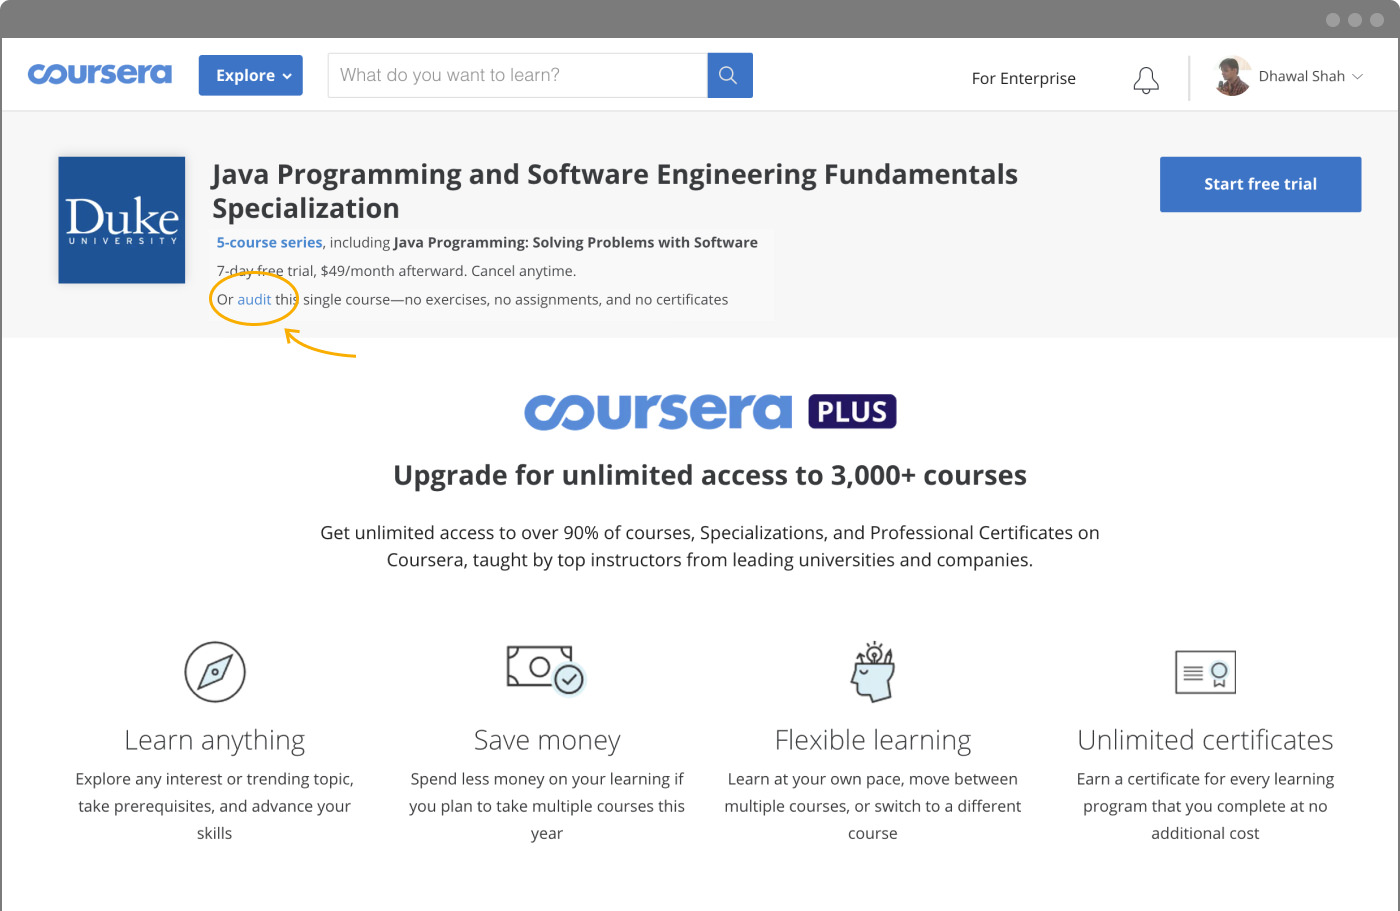 coursera
Explore
What do you want to learn?
For Enterprise
Dhawal Shah
Duke
UNIVERSITY
Java Programming and Software Engineering Fundamentals
Specialization
Start free trial
5-course series, including Java Programming: Solving Problems with Software
7-day free trial, $49/month afterward. Cancel anytime.
Or audit this single course—no exercises, no assignments, and no certificates
coursera PLUS
Upgrade for unlimited access to 3,000+ courses
Get unlimited access to over 90% of courses, Specializations, and Professional Certificates on
Coursera, taught by top instructors from leading universities and companies.
Learn anything
Explore any interest or trending topic,
take prerequisites, and advance your
skills
Save money
Spend less money on your learning if
you plan to take multiple courses this
year
Flexible learning
Learn at your own pace, move between
multiple courses, or switch to a different
course
Unlimited certificates
Earn a certificate for every learning
program that you complete at no
additional cost